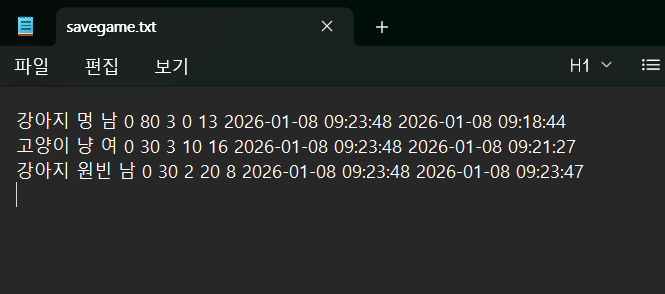 savegame.txt
파일 편집 보기 H1
강아지 멍 남 0 80 3 0 13 2026-01-08 09:23:48 2026-01-08 09:18:44
고양이 냥 여 0 30 3 10 16 2026-01-08 09:23:48 2026-01-08 09:21:27
강아지 원빈 남 0 30 2 20 8 2026-01-08 09:23:48 2026-01-08 09:23:47